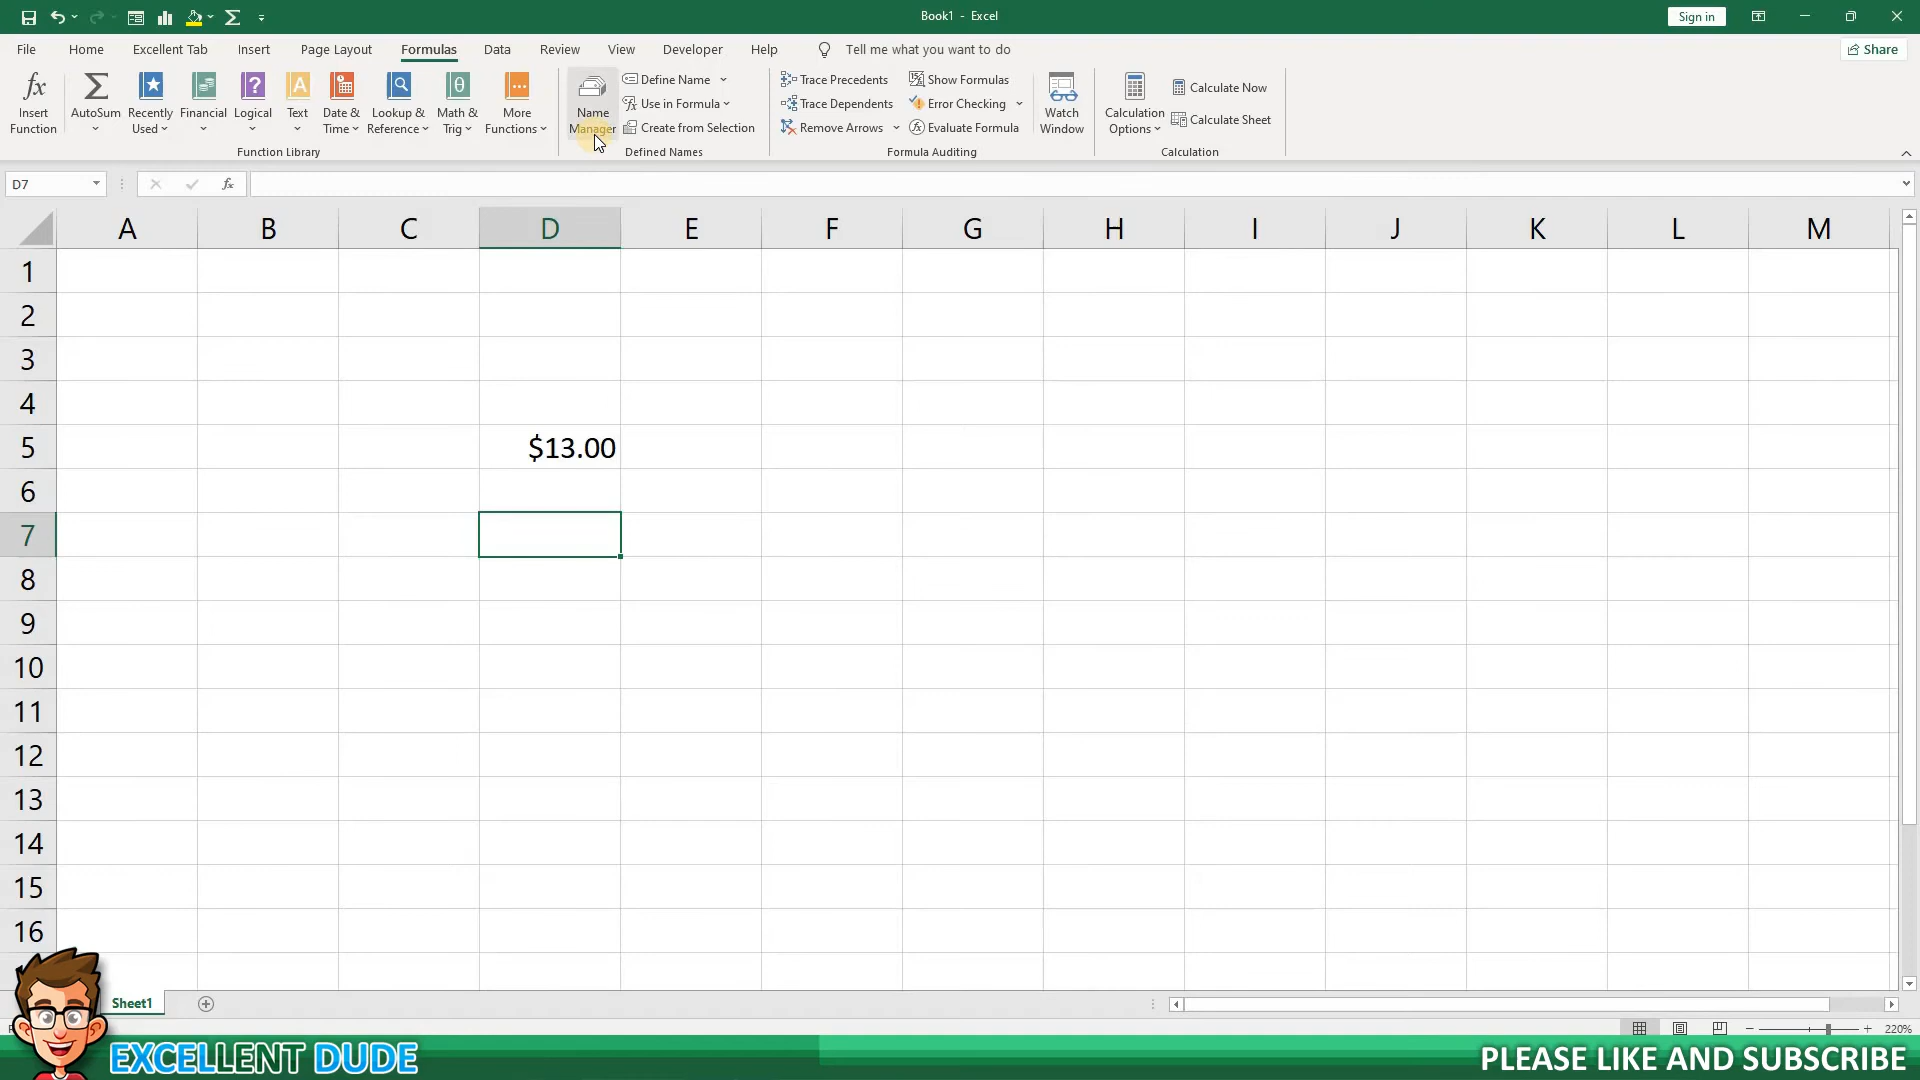 Book1 - Excel
Sign in
File Home Excellent Tab Insert Page Layout Formulas Data Review View Developer Help Tell me what you want to do Share
fx Insert Function
Σ AutoSum
Recently Used
Financial
? Logical
A Text
Date & Time
Lookup & Reference
θ Math & Trig
More Functions
Function Library
Name Manager
Define Name
Use in Formula
Create from Selection
Defined Names
Trace Precedents
Trace Dependents
Remove Arrows
Show Formulas
Error Checking
fx Evaluate Formula
Watch Window
Formula Auditing
Calculation Options
Calculate Now
Calculate Sheet
Calculation
D7 fx
A B C D E F G H I J K L M
1
2
3
4
5 $13.00
6
7
8
9
10
11
12
13
14
15
16
Sheet1
220%
EXCELLENT DUDE
PLEASE LIKE AND SUBSCRIBE